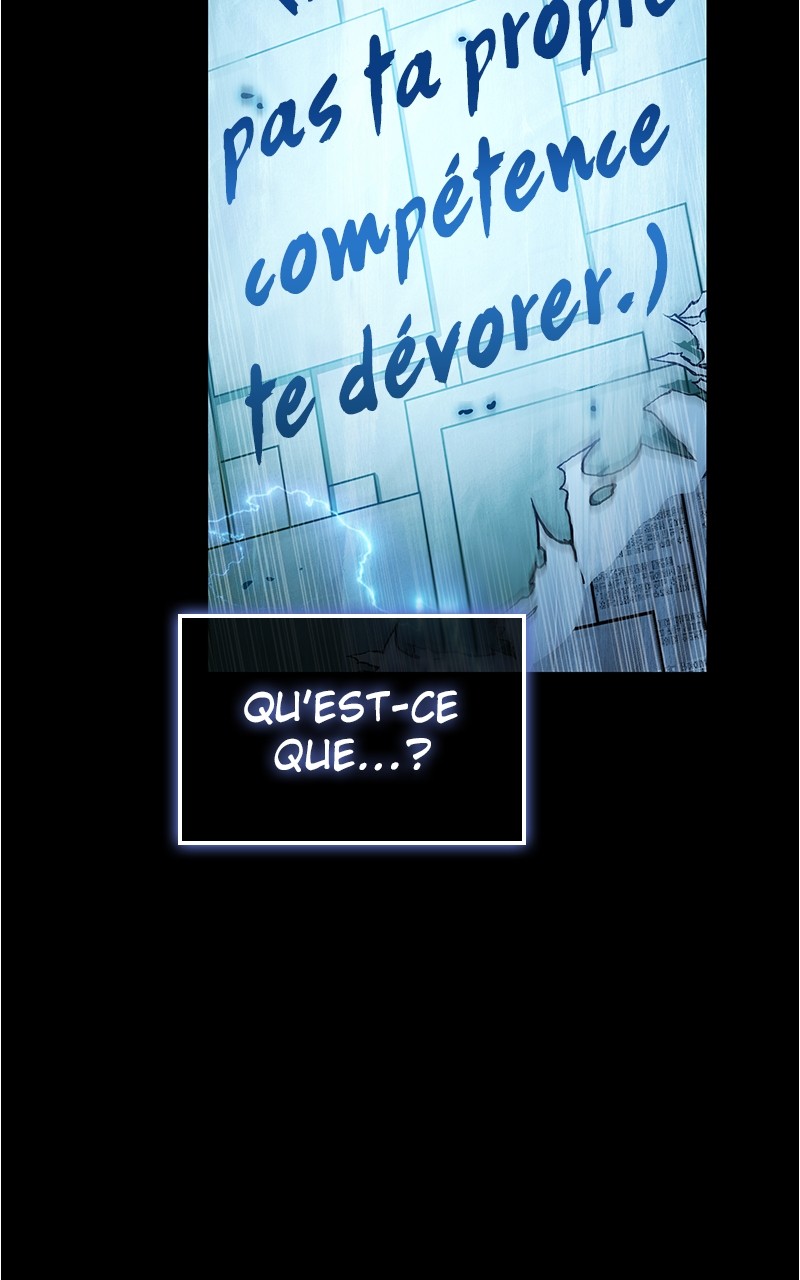 pas ta propre
compétence
te dévorer.)
QU'EST-CE
QUE...?